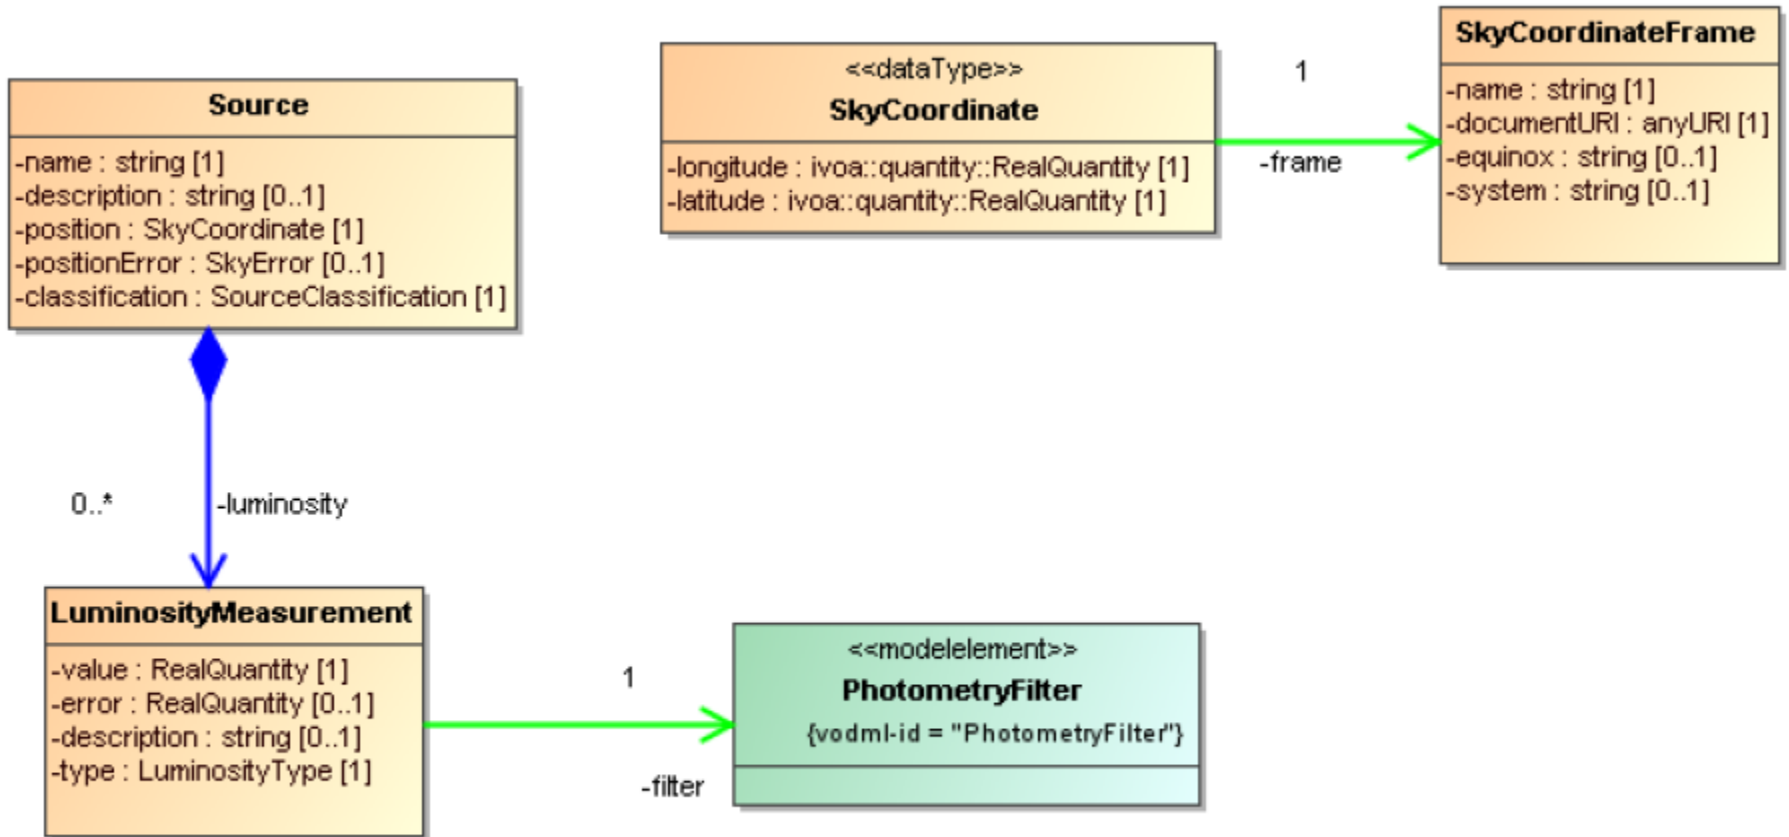 Source
-name : string [1]
-description : string [0..1]
-position : SkyCoordinate [1]
-positionError : SkyError [0..1]
-classification : SourceClassification [1]
<<dataType>>
SkyCoordinate
-longitude : ivoa::quantity::RealQuantity [1]
-latitude : ivoa::quantity::RealQuantity [1]
1
-frame
SkyCoordinateFrame
-name : string [1]
-documentURI : anyURI [1]
-equinox : string [0..1]
-system : string [0..1]
0..*
-luminosity
LuminosityMeasurement
-value : RealQuantity [1]
-error : RealQuantity [0..1]
-description : string [0..1]
-type : LuminosityType [1]
1
-filter
<<modelelement>>
PhotometryFilter
{vodml-id = "PhotometryFilter"}